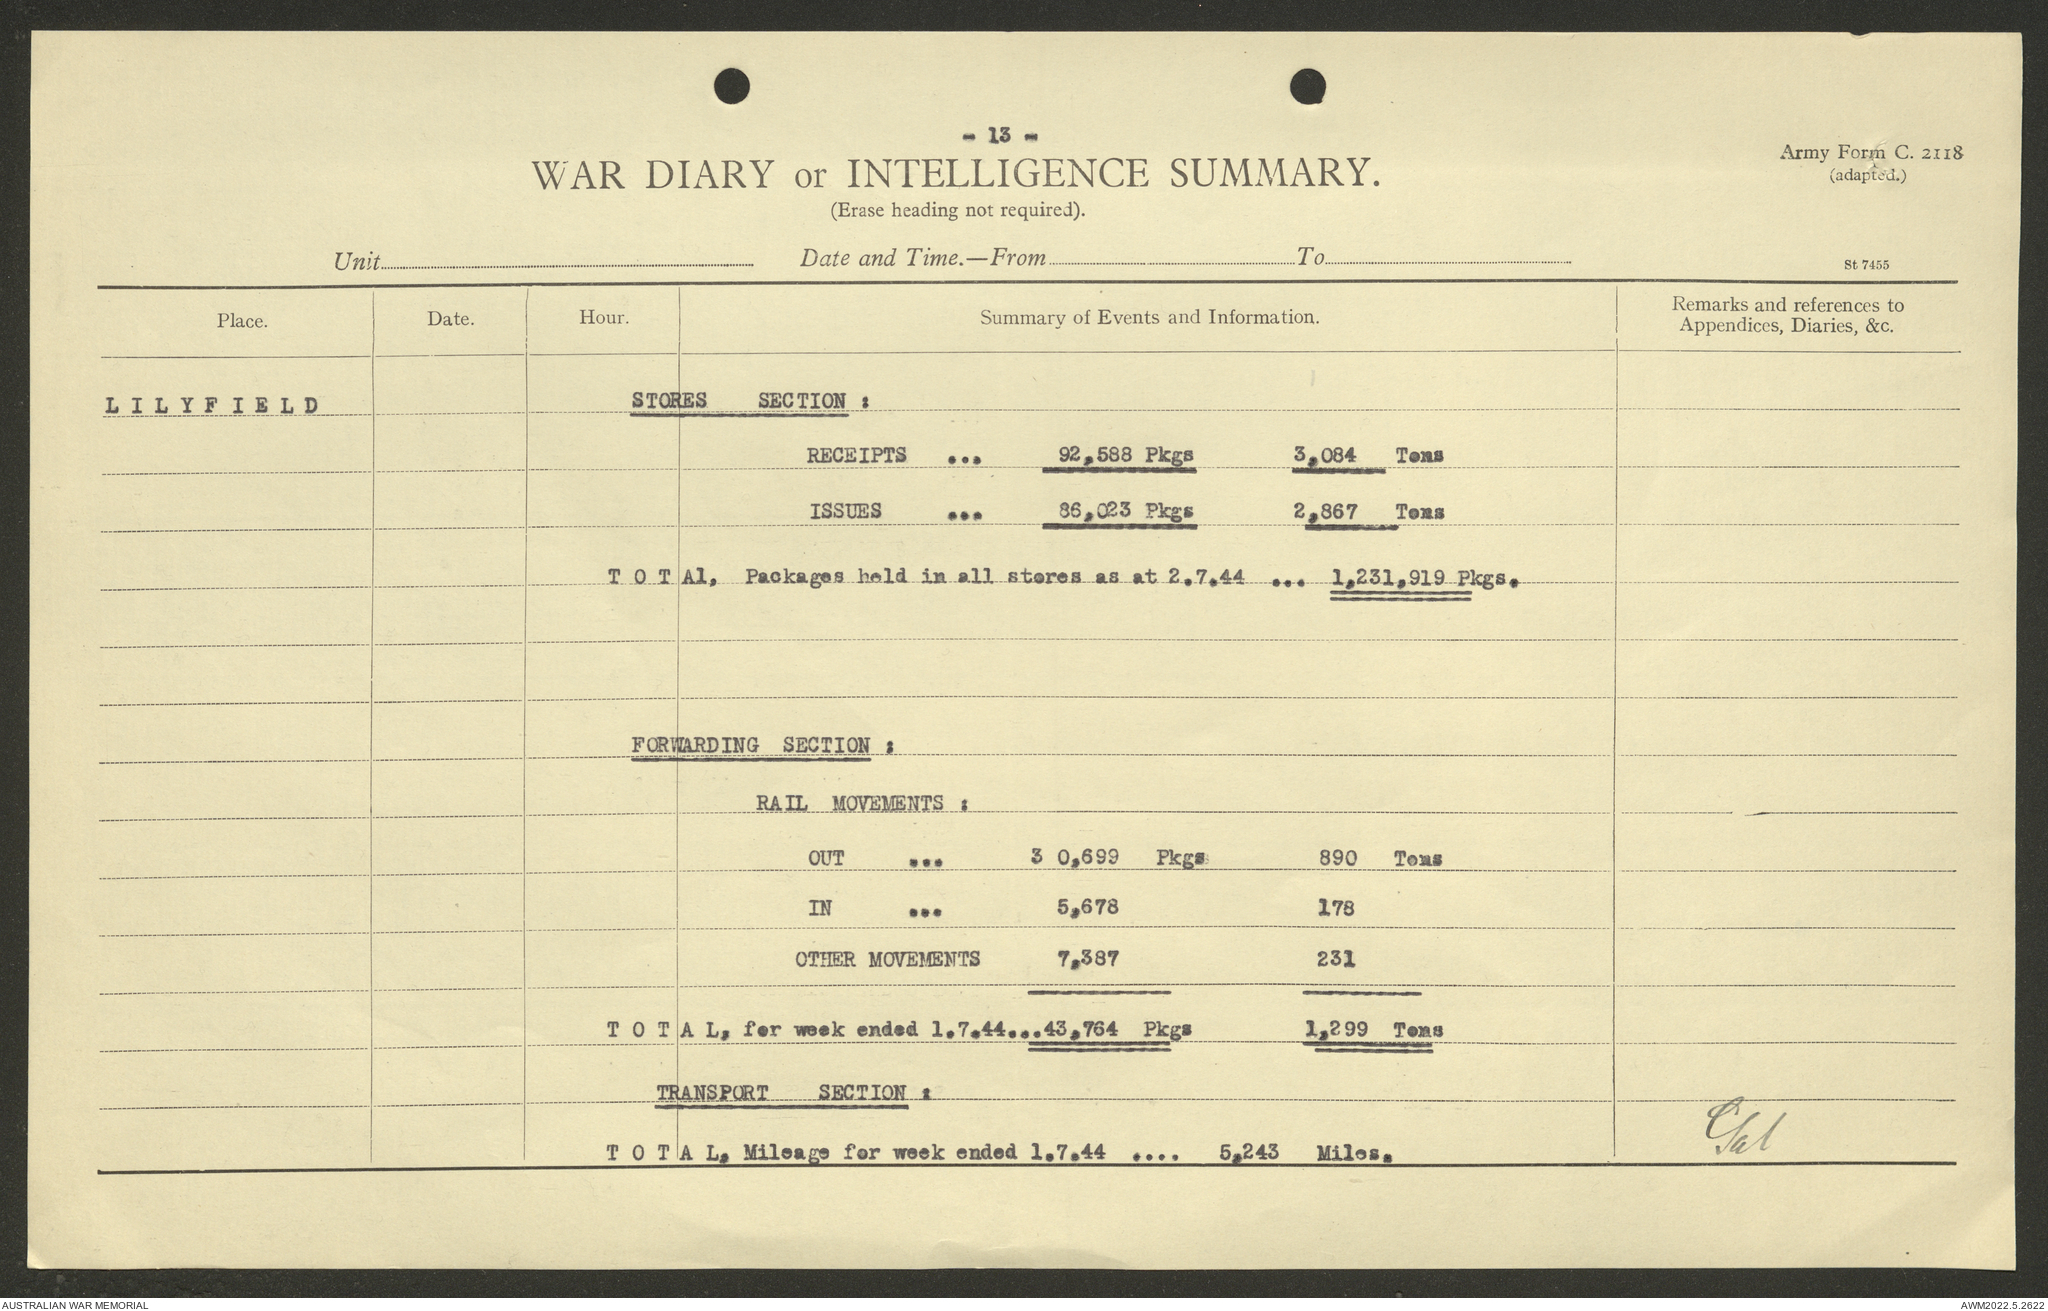 - 13 -
WAR DIARY or INTELLIGENCE SUMMARY.
(Erase heading not required).
Army Form C. 2118
(adapted.)
Unit
Date and Time.—From
To
St 7455
Place.
Date.
Hour.
Summary of Events and Information.
Remarks and references to
Appendices, Diaries, &c.
L I L Y F I E L D
STORES SECTION :
RECEIPTS ... 92,588 Pkgs 3,084 Tons
ISSUES ... 86,023 Pkgs 2,867 Tons
T O T Al, Packages held in all stores as at 2.7.44 ... 1,231,919 Pkgs.
FORWARDING SECTION :
RAIL MOVEMENTS :
OUT ... 3 0,699 Pkgs 890 Tons
IN ... 5,678 178
OTHER MOVEMENTS 7,387 231
T O T A L, for week ended 1.7.44...43,764 Pkgs 1,299 Tons
TRANSPORT SECTION :
T O T A L, Mileage for week ended 1.7.44 .... 5,243 Miles.
AUSTRALIAN WAR MEMORIAL
AWM2022.5.2622